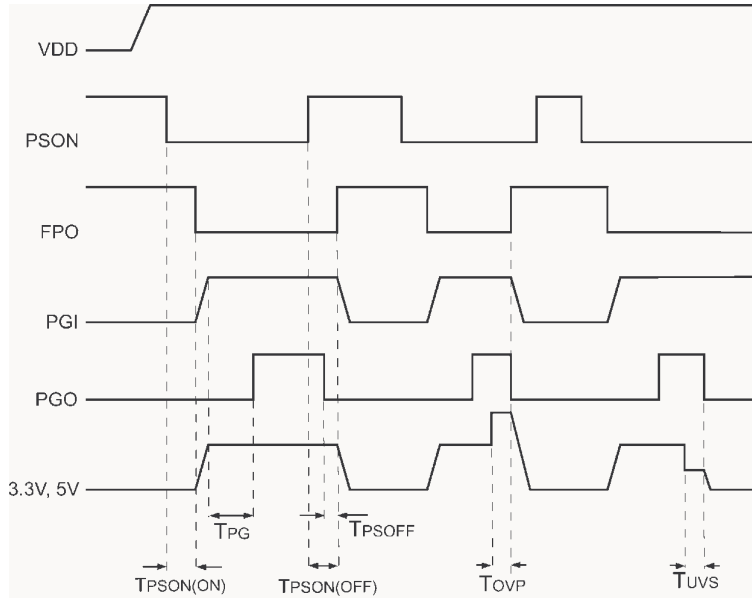 VDD
PSON
FPO
PGI
PGO
3.3V, 5V
TPG
TPSOFF
TPSON(ON)
TPSON(OFF)
TOVP
TUVS